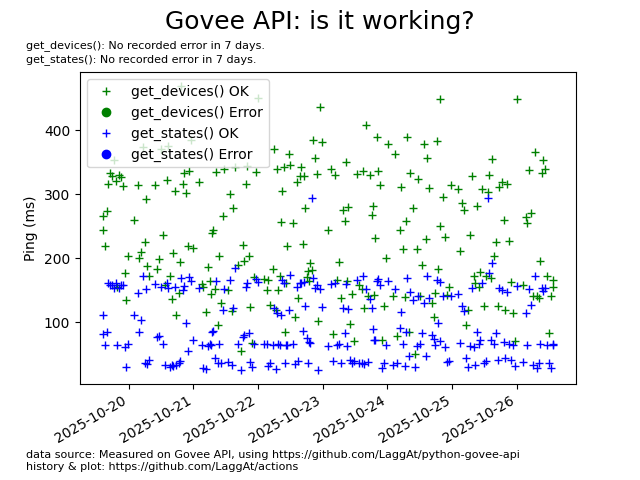 Govee API: is it working?
get_devices(): No recorded error in 7 days.
get_states(): No recorded error in 7 days.
get_devices() OK
get_devices() Error
get_states() OK
get_states() Error
Ping (ms)
400
300
200
100
2025-10-20
2025-10-21
2025-10-22
2025-10-23
2025-10-24
2025-10-25
2025-10-26
data source: Measured on Govee API, using https://github.com/LaggAt/python-govee-api
history & plot: https://github.com/LaggAt/actions